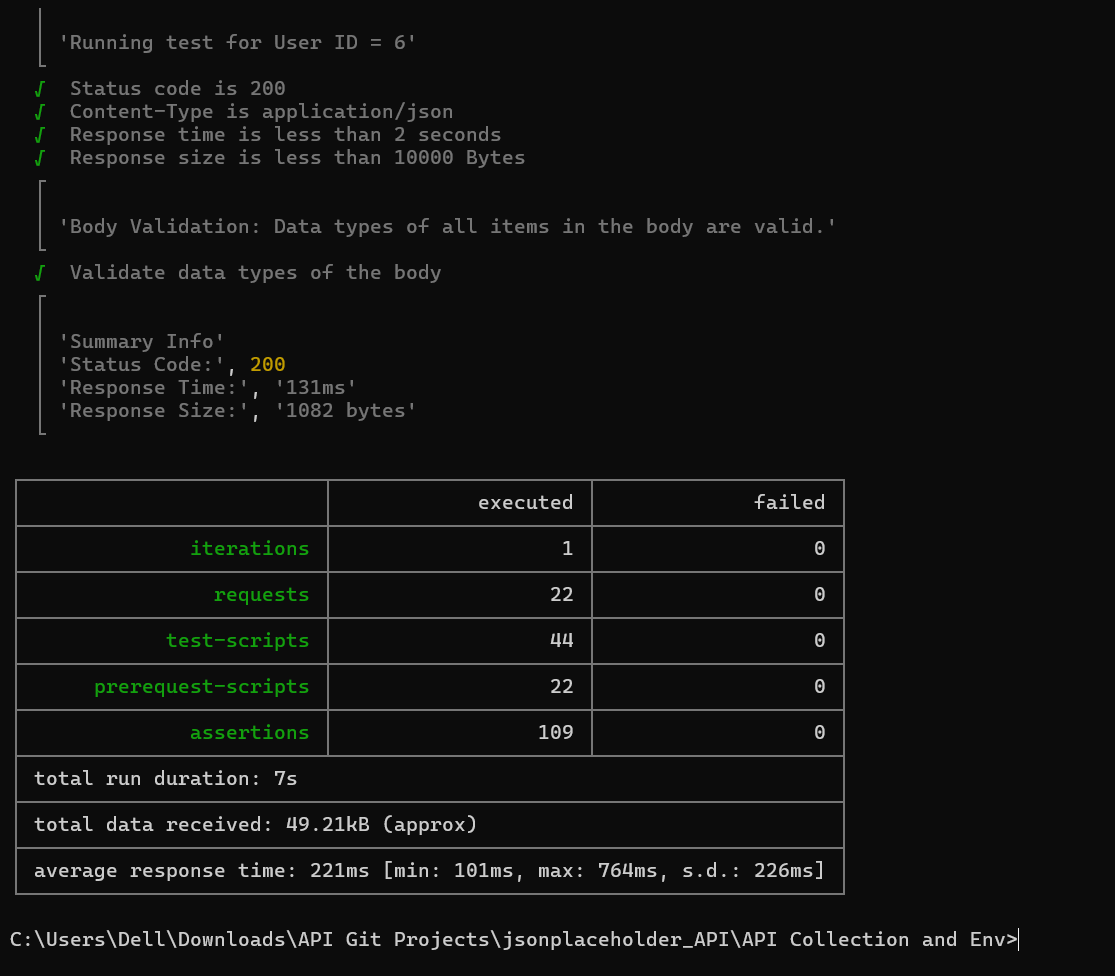 'Running test for User ID = 6'
√ Status code is 200
√ Content-Type is application/json
√ Response time is less than 2 seconds
√ Response size is less than 10000 Bytes
'Body Validation: Data types of all items in the body are valid.'
√ Validate data types of the body
'Summary Info'
'Status Code:', 200
'Response Time:', '131ms'
'Response Size:', '1082 bytes'
executed failed
iterations 1 0
requests 22 0
test-scripts 44 0
prerequest-scripts 22 0
assertions 109 0
total run duration: 7s
total data received: 49.21kB (approx)
average response time: 221ms [min: 101ms, max: 764ms, s.d.: 226ms]
C:\Users\Dell\Downloads\API Git Projects\jsonplaceholder_API\API Collection and Env>